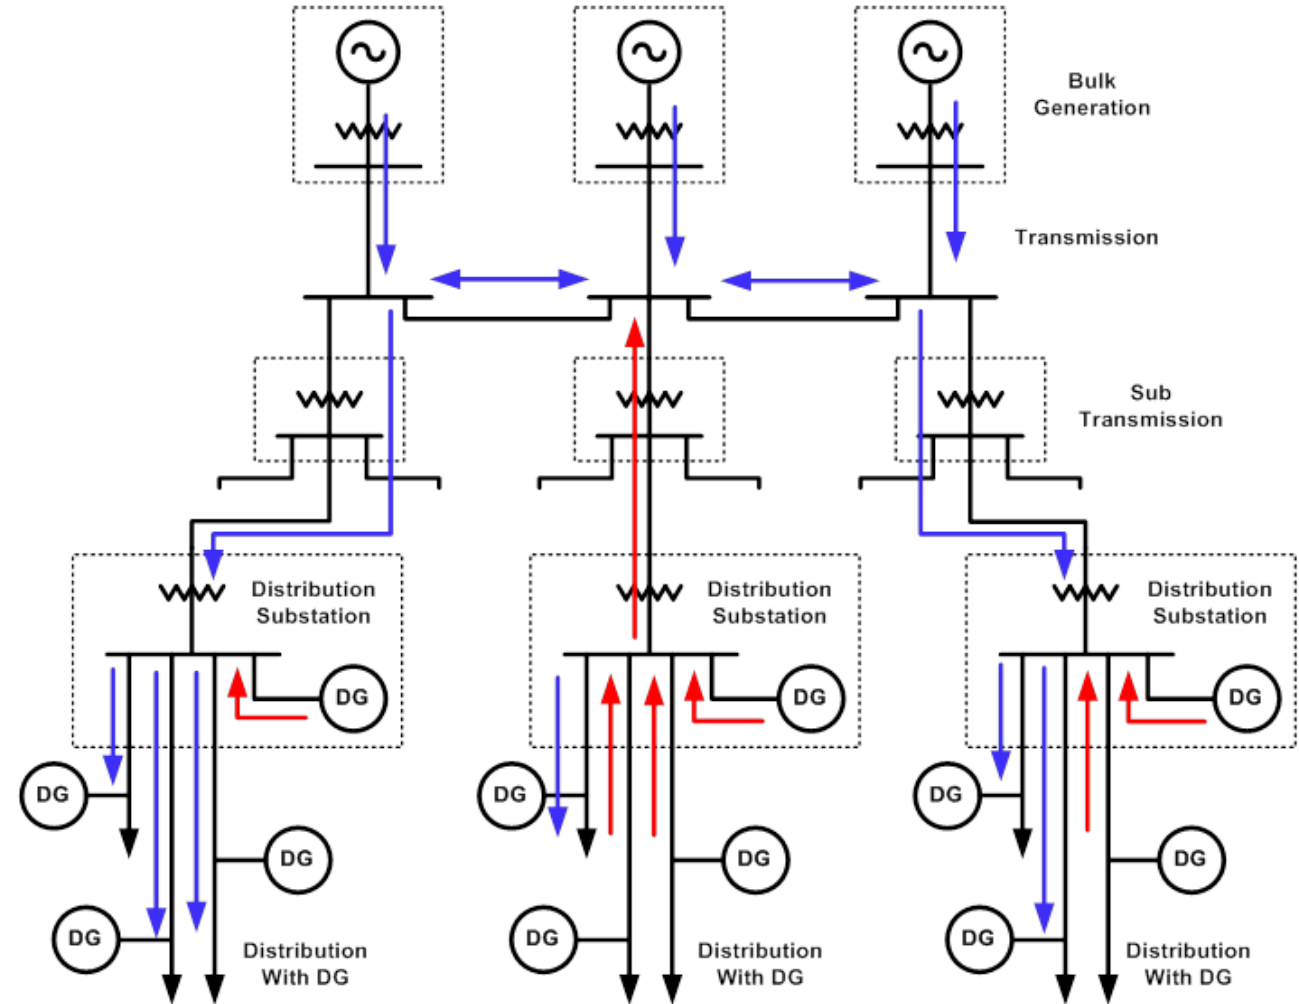 Bulk
Generation
Transmission
Sub
Transmission
Distribution
Substation
Distribution
Substation
Distribution
Substation
DG
DG
DG
DG
DG
DG
DG
DG
DG
DG
DG
DG
Distribution
With DG
Distribution
With DG
Distribution
With DG